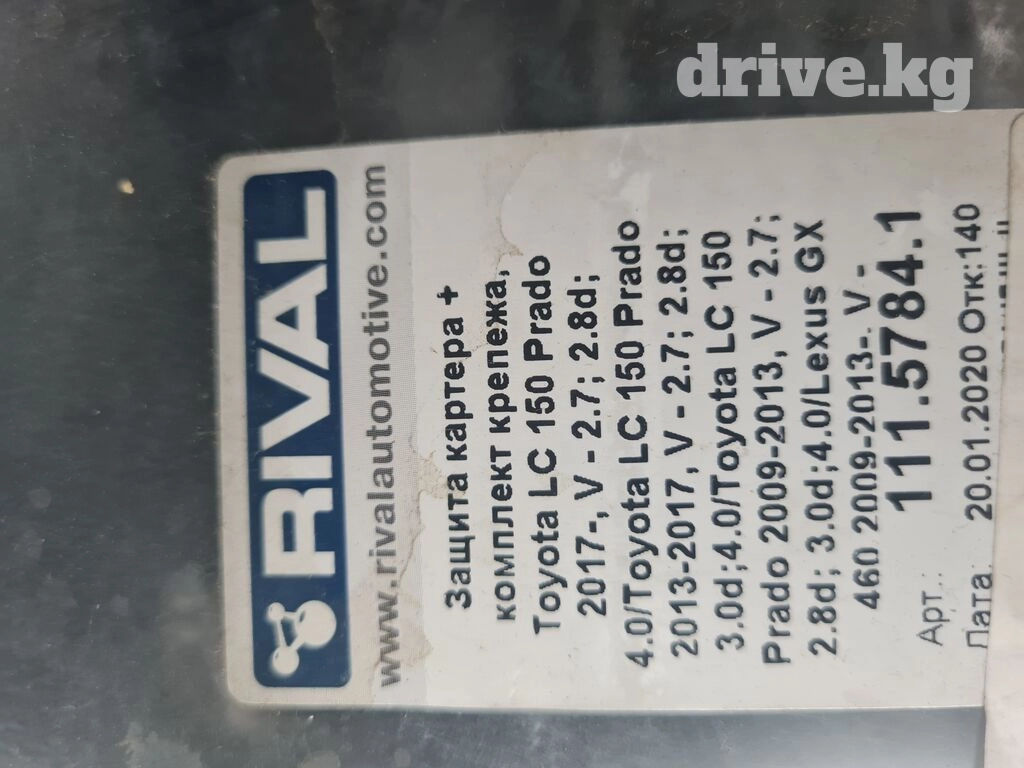 drive.kg
RIVAL
www.rivalautomotive.com
Защита картера +
комплект крепежа,
Toyota LC 150 Prado
2017-, V - 2.7; 2.8d;
4.0/Toyota LC 150 Prado
2013-2017, V - 2.7; 2.8d;
3.0d;4.0/Toyota LC 150
Prado 2009-2013, V - 2.7;
2.8d; 3.0d;4.0/Lexus GX
460 2009-2013-. V -
Арт.: 111.5784.1
Дата: 20.01.2020 Отк:140